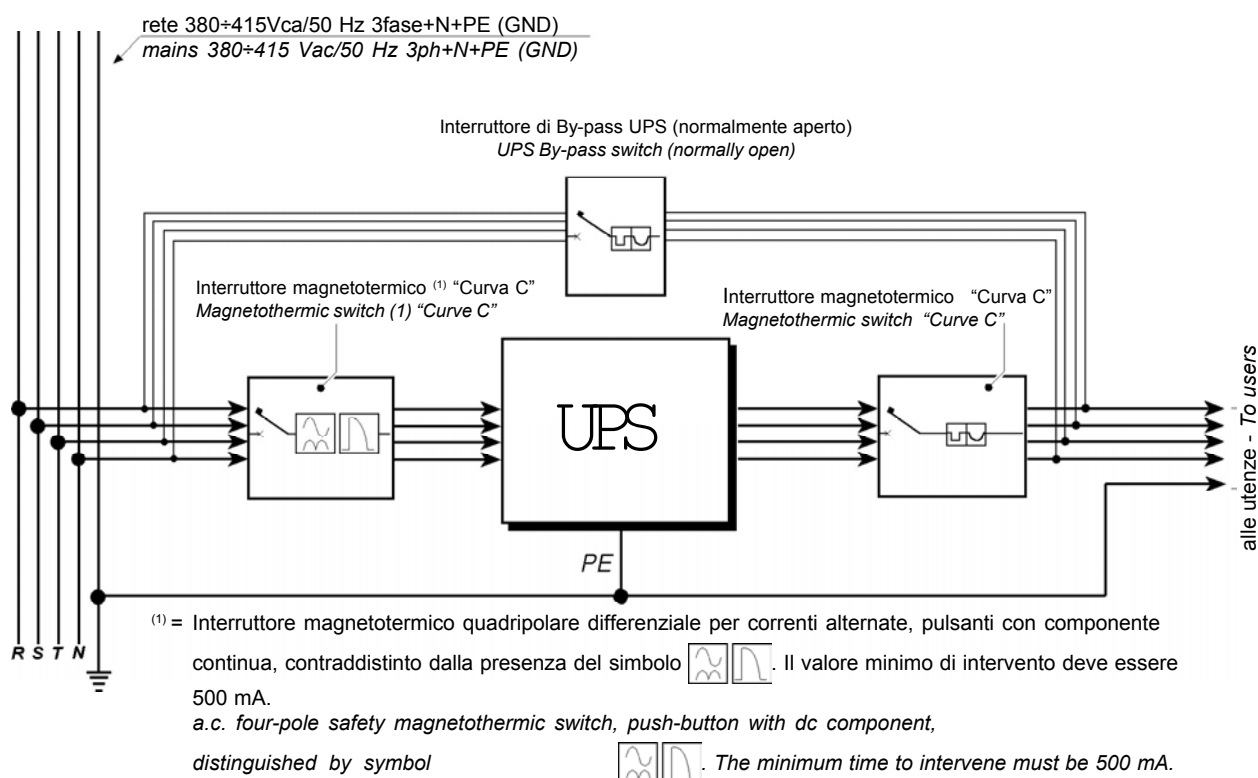 rete 380÷415Vca/50 Hz 3fase+N+PE (GND)
mains 380÷415 Vac/50 Hz 3ph+N+PE (GND)
Interruttore di By-pass UPS (normalmente aperto)
UPS By-pass switch (normally open)
Interruttore magnetotermico (1) “Curva C”
Magnetothermic switch (1) “Curve C”
Interruttore magnetotermico “Curva C”
Magnetothermic switch “Curve C”
UPS
alle utenze - To users
PE
R S T N
(1) = Interruttore magnetotermico quadripolare differenziale per correnti alternate, pulsanti con componente
continua, contraddistinto dalla presenza del simbolo . Il valore minimo di intervento deve essere
500 mA.
a.c. four-pole safety magnetothermic switch, push-button with dc component,
distinguished by symbol . The minimum time to intervene must be 500 mA.